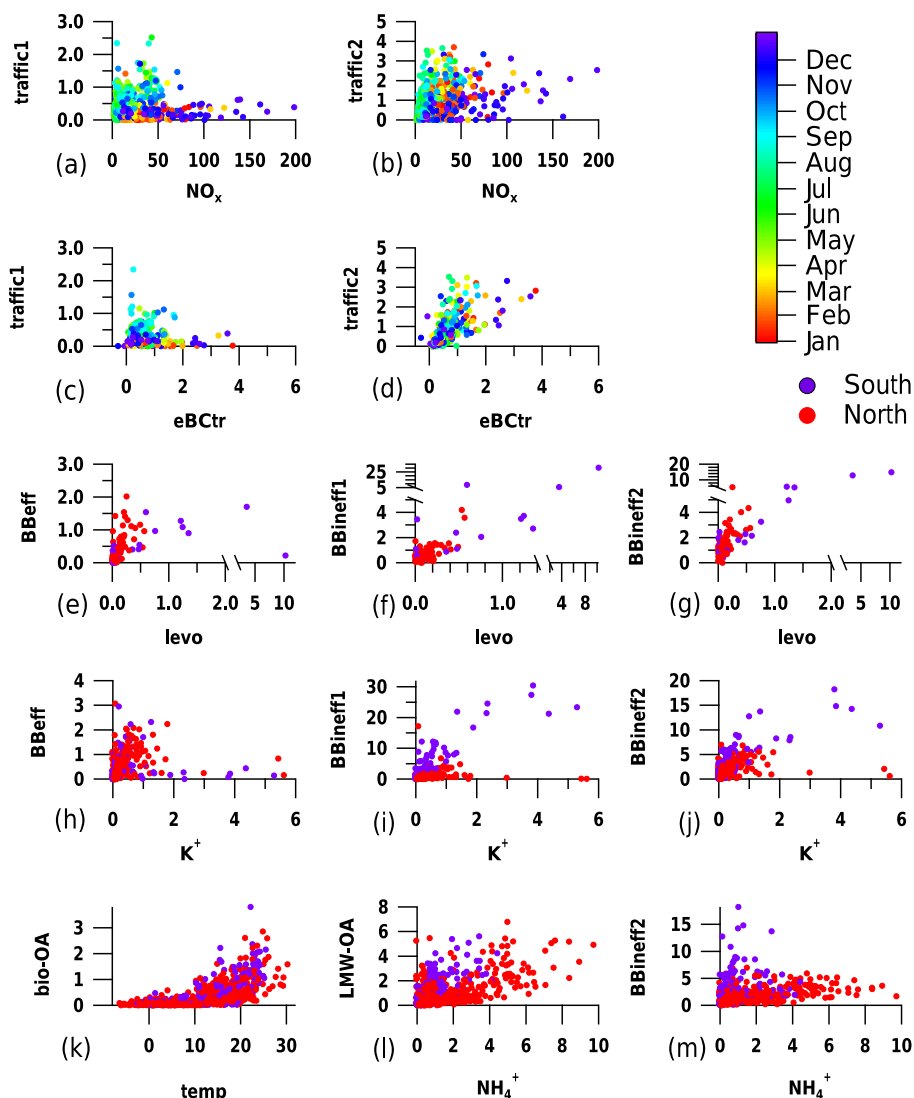 traffic1
3.0
2.0
1.0
0.0
0 50 100 150 200
(a)
NOx
traffic2
5
4
3
2
1
0
0 50 100 150 200
(b)
NOx
Dec
Nov
Oct
Sep
Aug
Jul
Jun
May
Apr
Mar
Feb
Jan
traffic1
3.0
2.0
1.0
0.0
0 2 4 6
(c)
eBCtr
traffic2
5
4
3
2
1
0
0 2 4 6
(d)
eBCtr
South
North
BBeff
3.0
2.0
1.0
0.0
0.0 1.0 2.0 5 10
(e)
levo
BBineff1
25
5
4
2
0
0.0 1.0 4 8
(f)
levo
BBineff2
20
10
5
4
2
0
0.0 1.0 2.0 5 10
(g)
levo
BBeff
4
3
2
1
0
0 2 4 6
(h)
K+
BBineff1
30
20
10
0
0 2 4 6
(i)
K+
BBineff2
20
15
10
5
0
0 2 4 6
(j)
K+
bio-OA
3
2
1
0
0 10 20 30
(k)
temp
LMW-OA
8
6
4
2
0
0 2 4 6 8 10
(l)
NH4+
BBineff2
15
10
5
0
0 2 4 6 8 10
(m)
NH4+